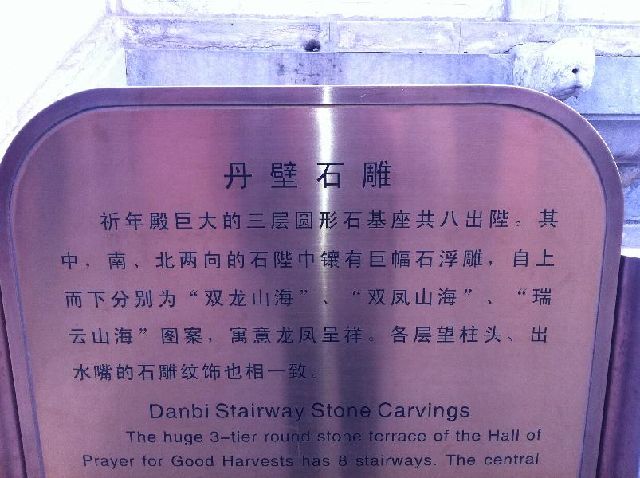 丹壁石雕
祈年殿巨大的三层圆形石基座共八出陛。其
中，南、北两向的石陛中镶有巨幅石浮雕，自上
而下分别为“双龙山海”、“双凤山海”、“瑞
云山海”图案，寓意龙凤呈祥。各层望柱头、出
水嘴的石雕纹饰也相一致。
Danbi Stairway Stone Carvings
The huge 3-tier round stone terrace of the Hall of
Prayer for Good Harvests has 8 stairways. The central